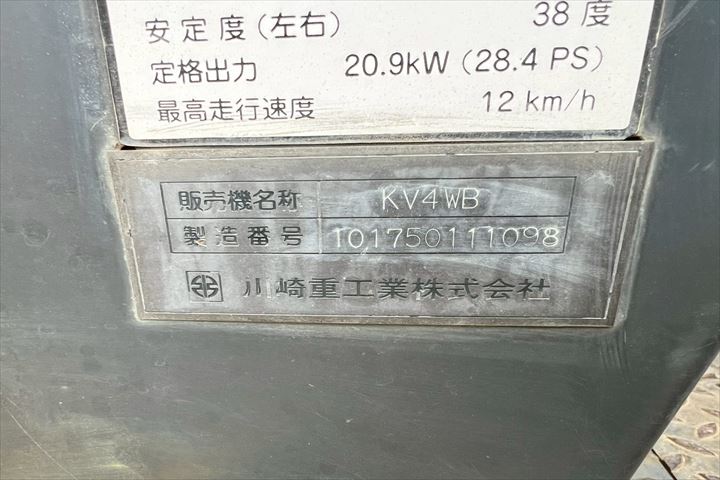 安定度(左右) 38度
定格出力 20.9kW (28.4 PS)
最高走行速度 12 km/h
販売機名称 KV4WB
製造番号 101750111098
川崎重工業株式会社